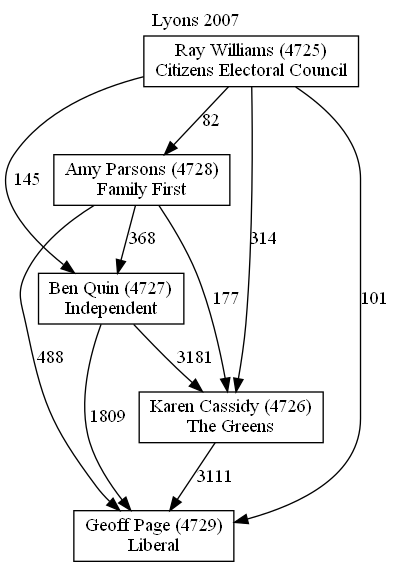 Lyons 2007
Ray Williams (4725)
Citizens Electoral Council
82
Amy Parsons (4728)
Family First
145
368
314
Ben Quin (4727)
Independent
177
101
488
1809
3181
Karen Cassidy (4726)
The Greens
3111
Geoff Page (4729)
Liberal